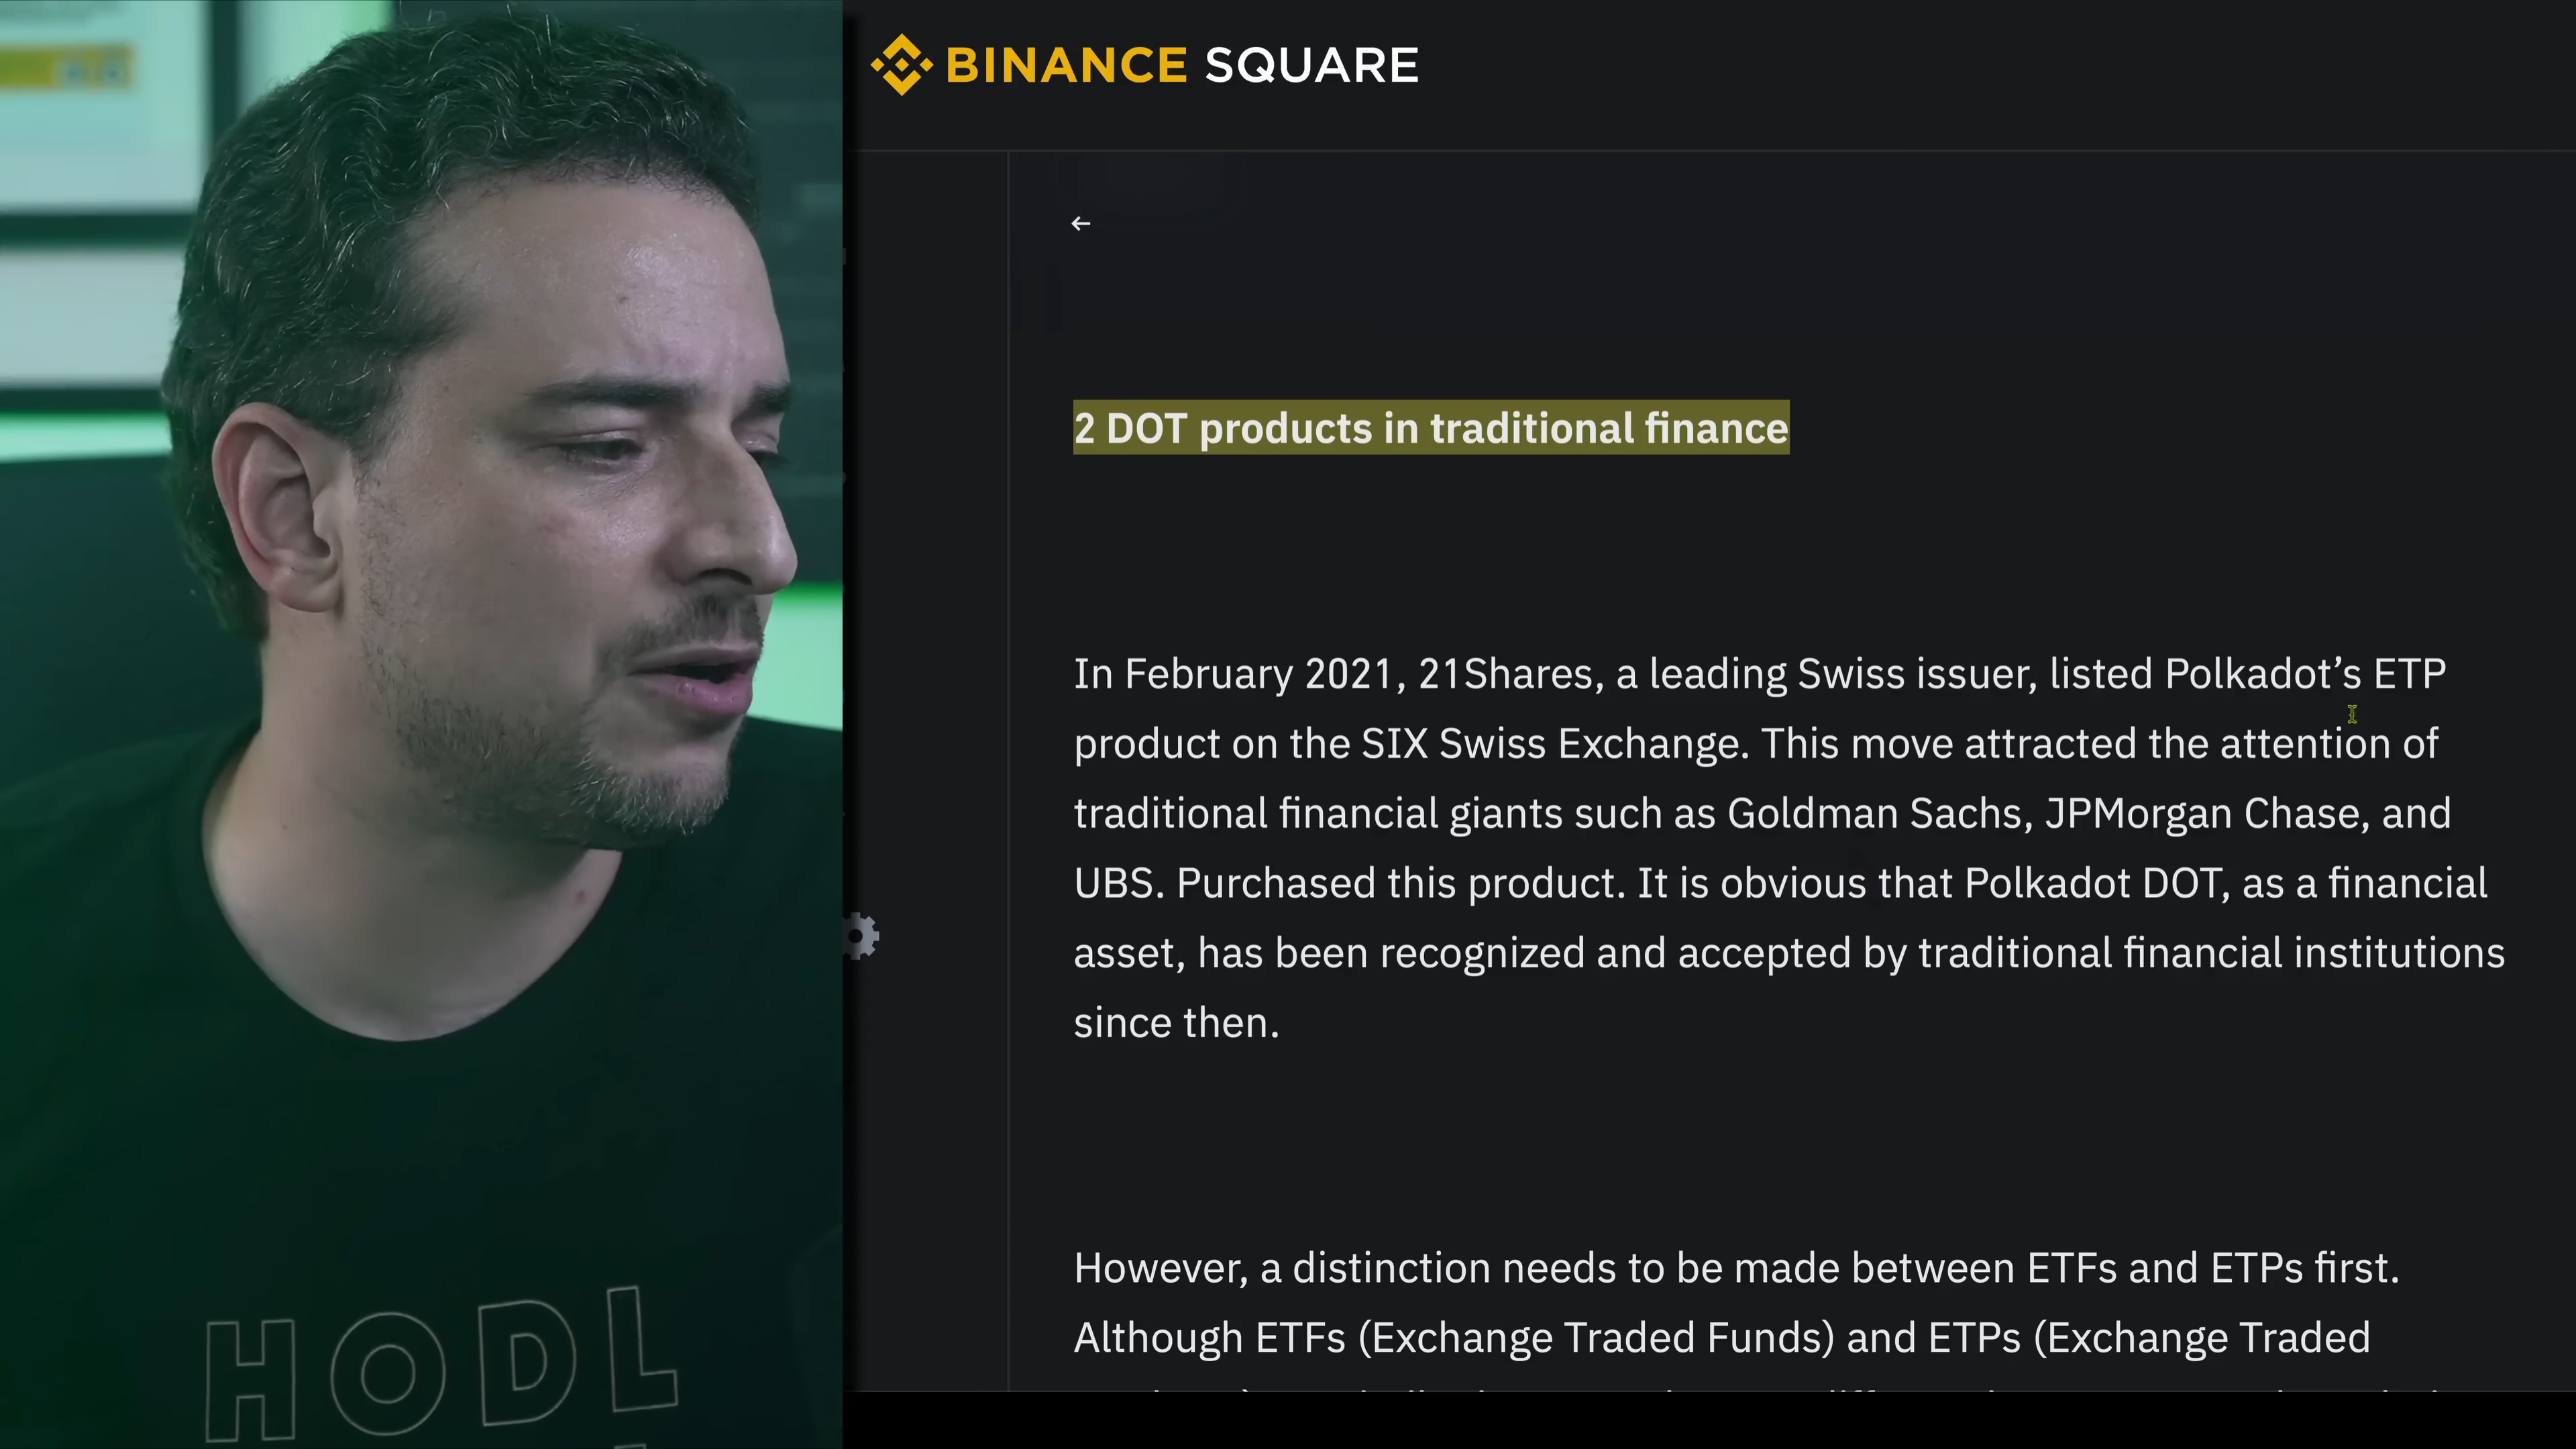 BINANCE SQUARE
2 DOT products in traditional finance
In February 2021, 21Shares, a leading Swiss issuer, listed Polkadot’s ETP
product on the SIX Swiss Exchange. This move attracted the attention of
traditional financial giants such as Goldman Sachs, JPMorgan Chase, and
UBS. Purchased this product. It is obvious that Polkadot DOT, as a financial
asset, has been recognized and accepted by traditional financial institutions
since then.
However, a distinction needs to be made between ETFs and ETPs first.
Although ETFs (Exchange Traded Funds) and ETPs (Exchange Traded
HODL